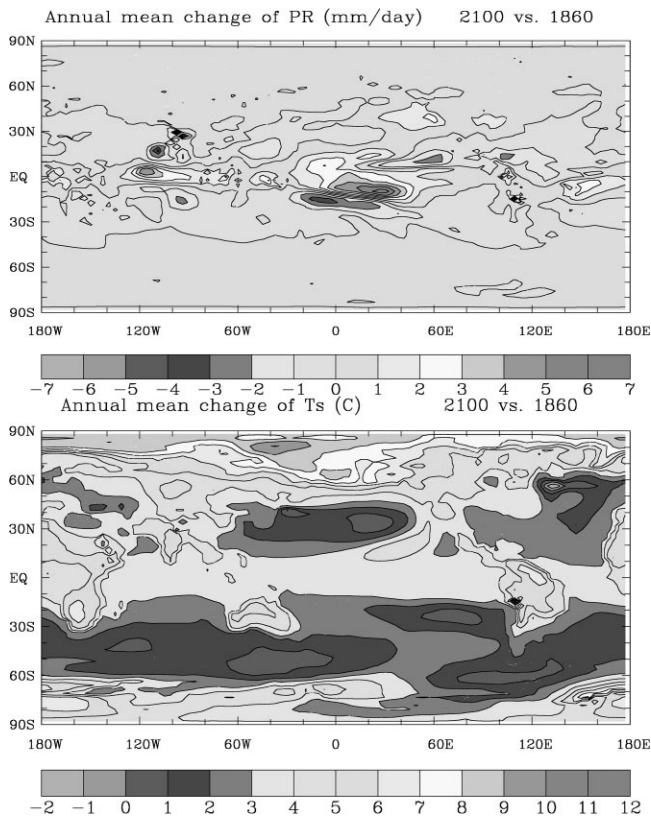 Annual mean change of PR (mm/day) 2100 vs. 1860
90N
60N
30N
EQ
30S
60S
90S
180W 120W 60W 0 60E 120E 180E
−7 −6 −5 −4 −3 −2 −1 0 1 2 3 4 5 6 7
Annual mean change of Ts (C) 2100 vs. 1860
90N
60N
30N
EQ
30S
60S
90S
180W 120W 60W 0 60E 120E 180E
−2 −1 0 1 2 3 4 5 6 7 8 9 10 11 12